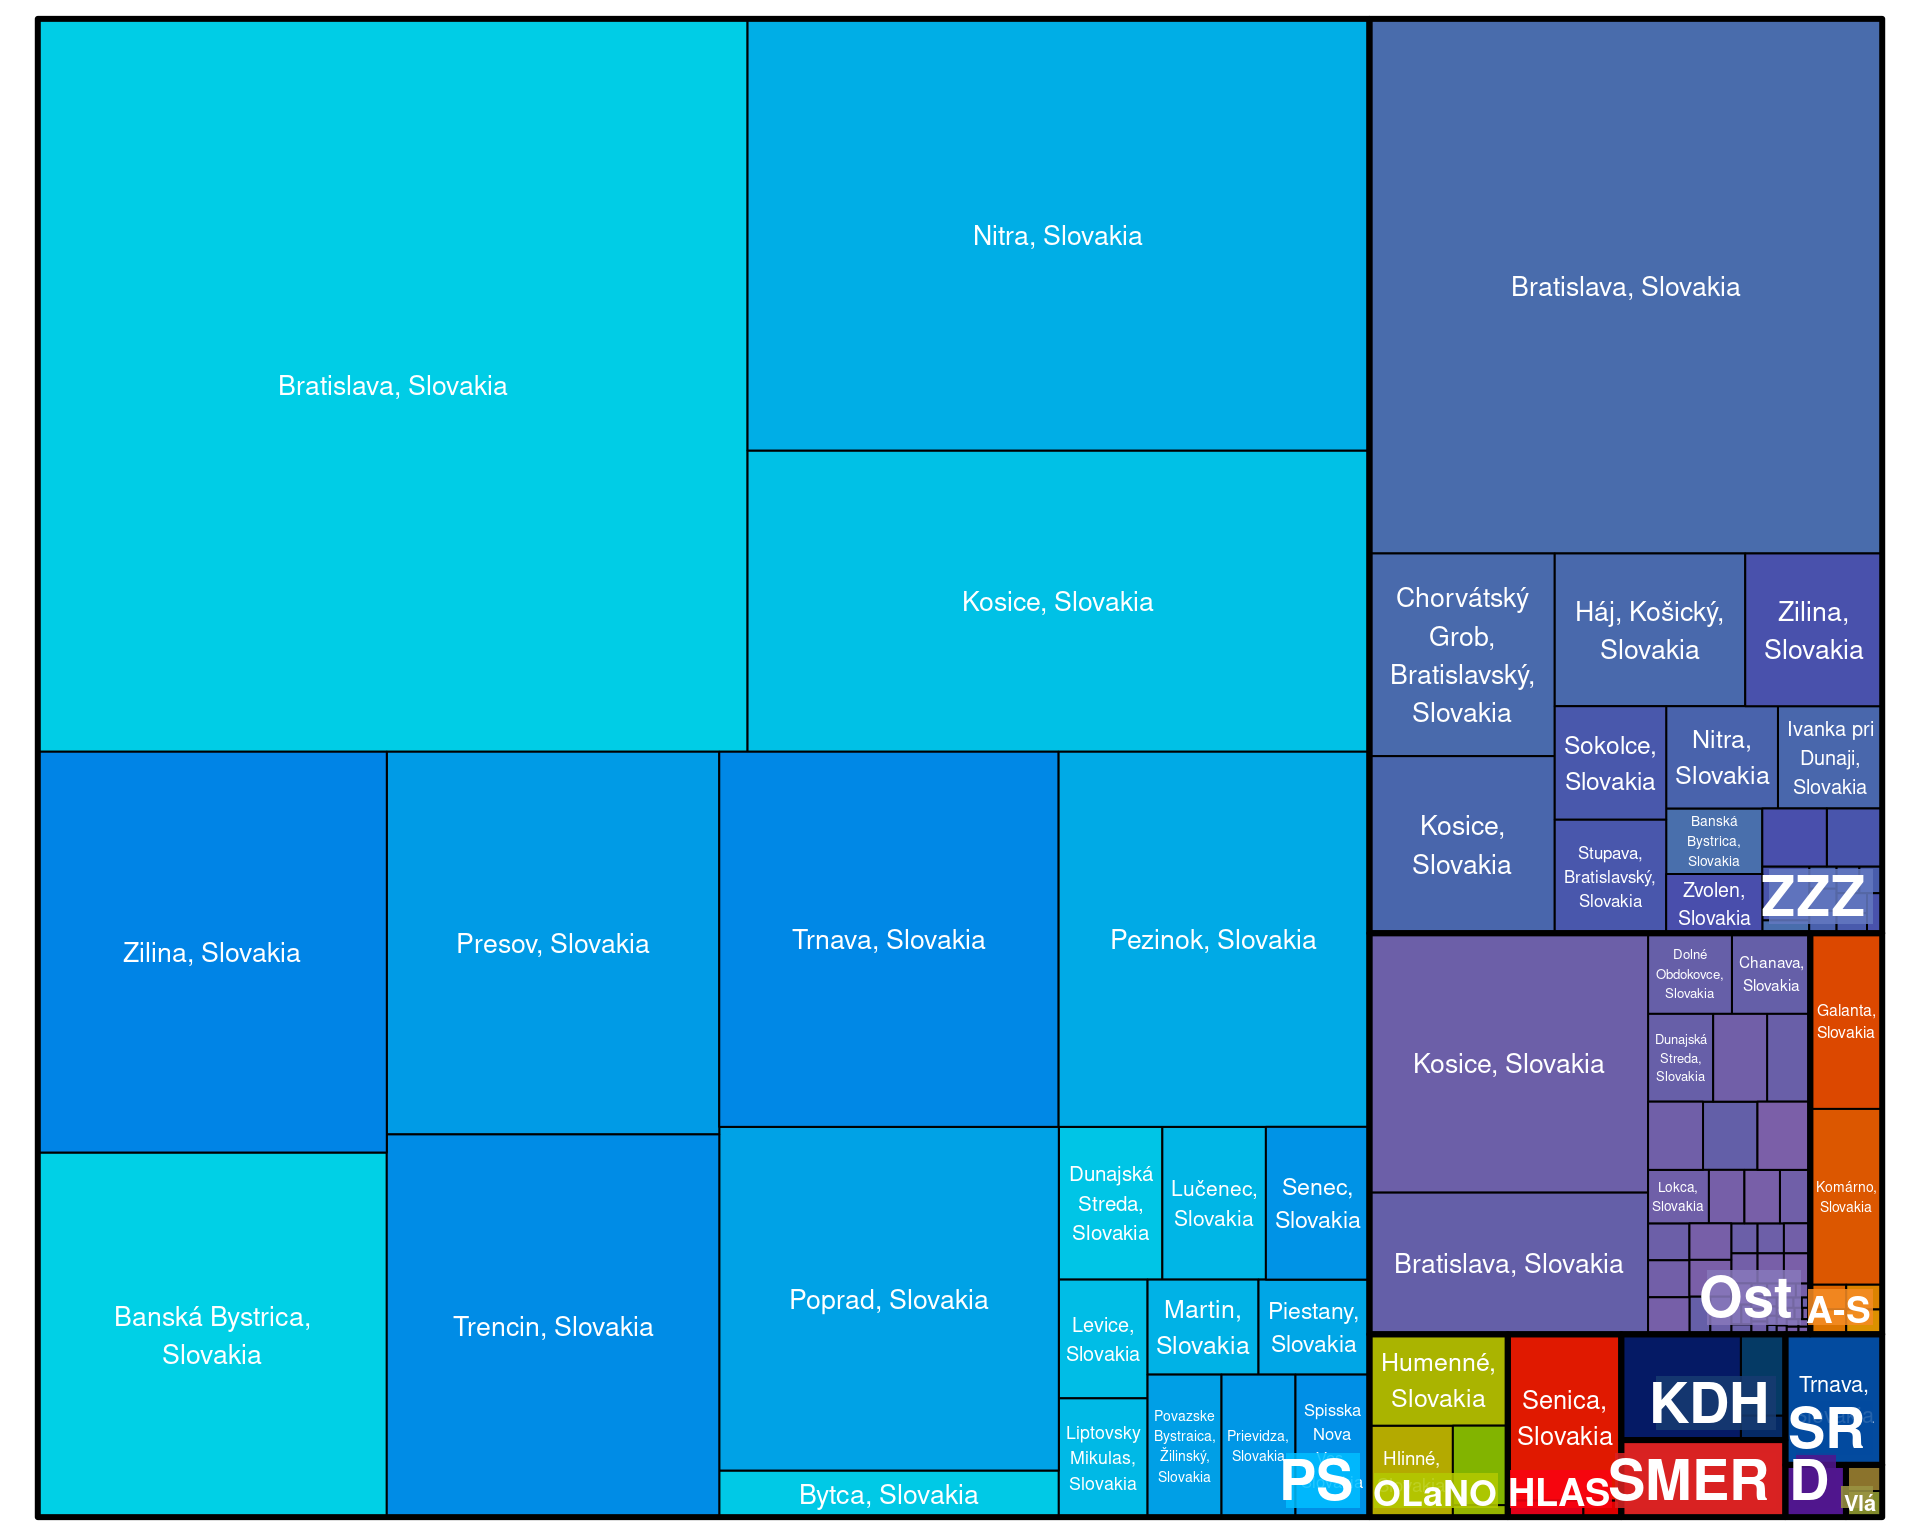 Bratislava, Slovakia
Nitra, Slovakia
Kosice, Slovakia
Zilina, Slovakia
Presov, Slovakia
Trnava, Slovakia
Pezinok, Slovakia
Banská Bystrica,
Slovakia
Trencin, Slovakia
Poprad, Slovakia
Bytca, Slovakia
Dunajská
Streda,
Slovakia
Lučenec,
Slovakia
Senec,
Slovakia
Levice,
Slovakia
Martin,
Slovakia
Piestany,
Slovakia
Liptovsky
Mikulas,
Slovakia
Povazske
Bystraica,
Žilinský,
Slovakia
Prievidza,
Slovakia
Spisska
Nova
PS
Bratislava, Slovakia
Chorvátský
Grob,
Bratislavský,
Slovakia
Háj, Košický,
Slovakia
Zilina,
Slovakia
Kosice,
Slovakia
Sokolce,
Slovakia
Nitra,
Slovakia
Ivanka pri
Dunaji,
Slovakia
Stupava,
Bratislavský,
Slovakia
Banská
Bystrica,
Slovakia
Zvolen,
Slovakia
ZZZ
Kosice, Slovakia
Bratislava, Slovakia
Dolné
Obdokovce,
Slovakia
Chanava,
Slovakia
Dunajská
Streda,
Slovakia
Lokca,
Slovakia
Ost
Galanta,
Slovakia
Komárno,
Slovakia
A-S
Humenné,
Slovakia
Hlinné,
OLaNO
Senica,
Slovakia
HLAS
KDH
SMER
Trnava,
SR
D
Vlá